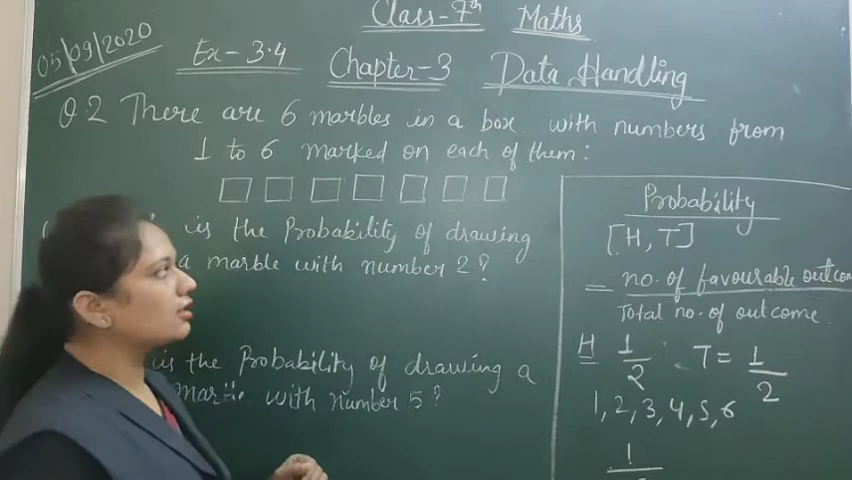 Class-7th Maths
05/09/2020
Ex-3.4 Chapter-3 Data Handling
Q.2 There are 6 marbles in a box with numbers from
1 to 6 marked on each of them:
is the Probability of drawing
a marble with number 2?
is the Probability of drawing a
marble with number 5?
Probability
[H, T]
= no. of favourable outcom
Total no. of outcome.
H 1/2 T = 1/2
1, 2, 3, 4, 5, 6
1